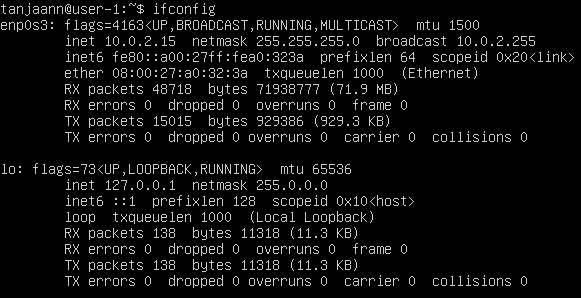 tanjaann@user-1:~$ ifconfig
enp0s3: flags=4163<UP,BROADCAST,RUNNING,MULTICAST>  mtu 1500
        inet 10.0.2.15  netmask 255.255.255.0  broadcast 10.0.2.255
        inet6 fe80::a00:27ff:fea0:323a  prefixlen 64  scopeid 0x20<link>
        ether 08:00:27:a0:32:3a  txqueuelen 1000  (Ethernet)
        RX packets 48718  bytes 71938777 (71.9 MB)
        RX errors 0  dropped 0  overruns 0  frame 0
        TX packets 15015  bytes 929386 (929.3 KB)
        TX errors 0  dropped 0 overruns 0  carrier 0  collisions 0

lo: flags=73<UP,LOOPBACK,RUNNING>  mtu 65536
        inet 127.0.0.1  netmask 255.0.0.0
        inet6 ::1  prefixlen 128  scopeid 0x10<host>
        loop  txqueuelen 1000  (Local Loopback)
        RX packets 138  bytes 11318 (11.3 KB)
        RX errors 0  dropped 0  overruns 0  frame 0
        TX packets 138  bytes 11318 (11.3 KB)
        TX errors 0  dropped 0 overruns 0  carrier 0  collisions 0